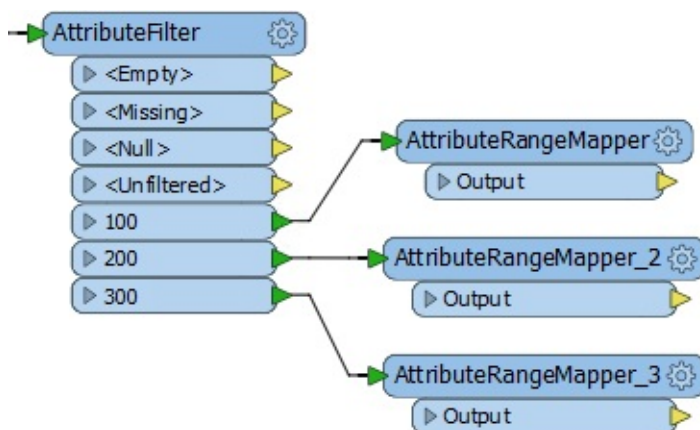 AttributeFilter
<Empty>
<Missing>
<Null>
<Unfiltered>
100
200
300
AttributeRangeMapper
Output
AttributeRangeMapper_2
Output
AttributeRangeMapper_3
Output